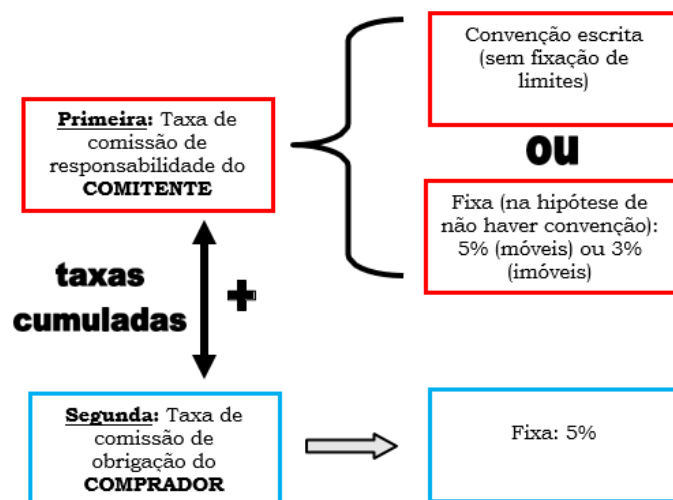 Primeira: Taxa de
comissão de
responsabilidade do
COMITENTE
Convenção escrita
(sem fixação de
limites)
ou
Fixa (na hipótese de
não haver convenção):
5% (móveis) ou 3%
(imóveis)
taxas
cumuladas
+
Segunda: Taxa de
comissão de
obrigação do
COMPRADOR
Fixa: 5%